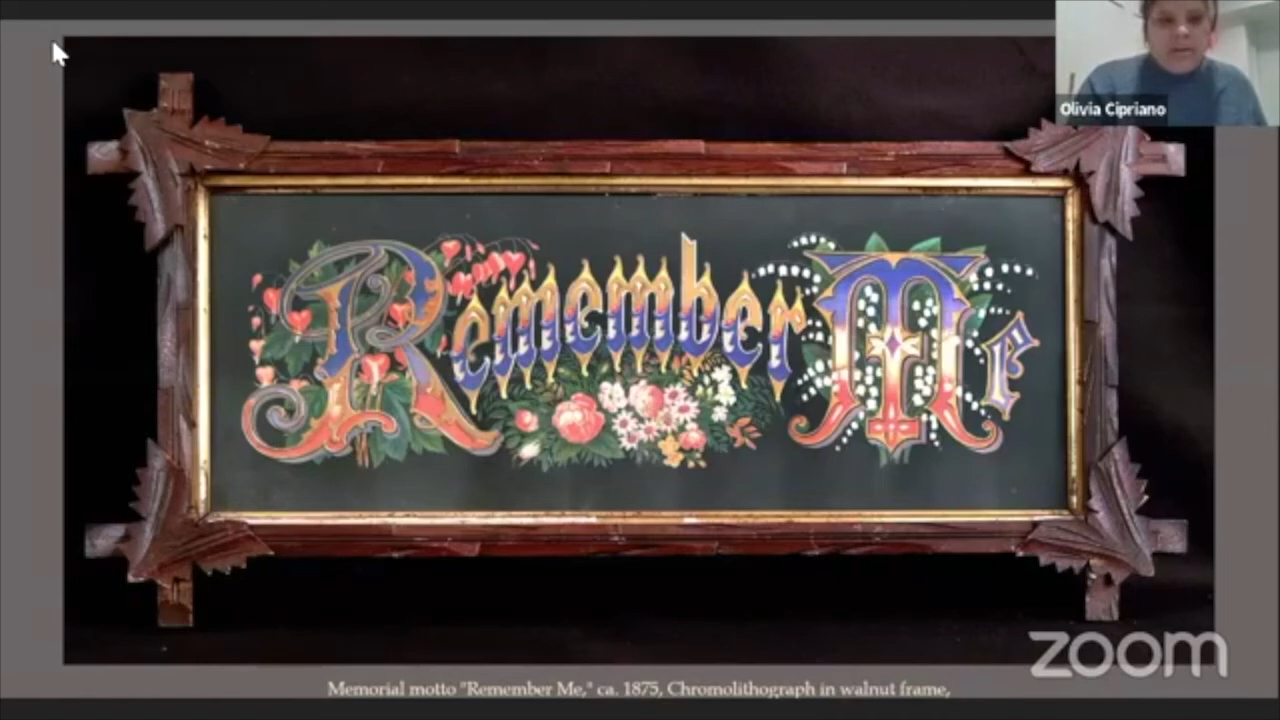 Olivia Cipriano
Remember Me
zoom
Memorial motto "Remember Me," ca. 1875, Chromolithograph in walnut frame,